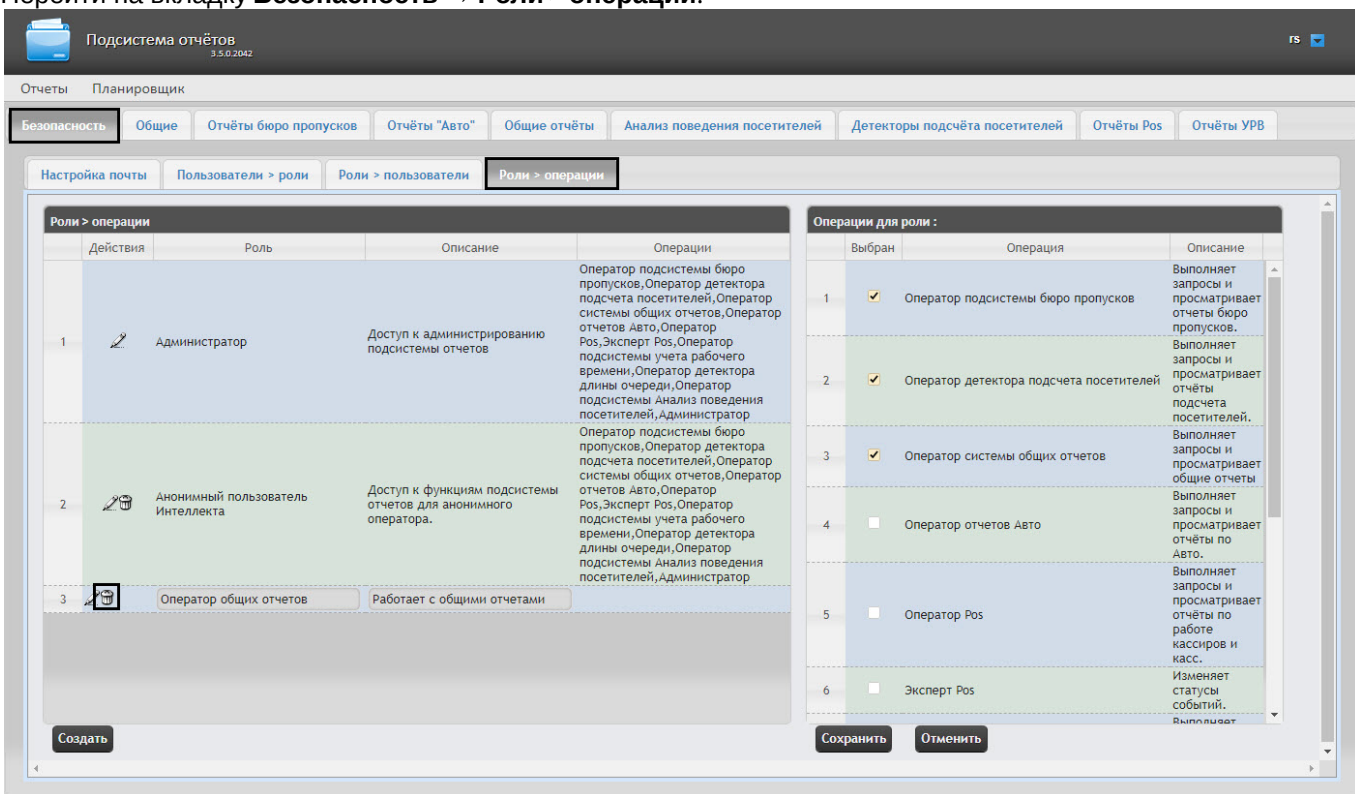 Перейти на вкладку Безопасность → Роли - операции.
Подсистема отчётов
3.5.0.2042
rs
Отчеты Планировщик
Безопасность Общие Отчёты бюро пропусков Отчёты "Авто" Общие отчёты Анализ поведения посетителей Детекторы подсчёта посетителей Отчёты Pos Отчёты УРВ
Настройка почты Пользователи > роли Роли > пользователи Роли > операции
Роли > операции
Действия Роль Описание Операции
1 Администратор
Доступ к администрированию
подсистемы отчетов
Оператор подсистемы бюро
пропусков,Оператор детектора
подсчета посетителей,Оператор
системы общих отчетов,Оператор
отчетов Авто,Оператор
Pos,Эксперт Pos,Оператор
подсистемы учета рабочего
времени,Оператор детектора
длины очереди,Оператор
подсистемы Анализ поведения
посетителей,Администратор
2
Анонимный пользователь
Интеллекта
Доступ к функциям подсистемы
отчетов для анонимного
оператора.
Оператор подсистемы бюро
пропусков,Оператор детектора
подсчета посетителей,Оператор
системы общих отчетов,Оператор
отчетов Авто,Оператор
Pos,Эксперт Pos,Оператор
подсистемы учета рабочего
времени,Оператор детектора
длины очереди,Оператор
подсистемы Анализ поведения
посетителей,Администратор
3 Оператор общих отчетов Работает с общими отчетами
Создать
Операции для роли :
Выбран Операция Описание
1 Оператор подсистемы бюро пропусков
Выполняет
запросы и
просматривает
отчеты бюро
пропусков.
2 Оператор детектора подсчета посетителей
Выполняет
запросы и
просматривает
отчёты
подсчета
посетителей.
3 Оператор системы общих отчетов
Выполняет
запросы и
просматривает
общие отчеты
4 Оператор отчетов Авто
Выполняет
запросы и
просматривает
отчёты по
Авто.
5 Оператор Pos
Выполняет
запросы и
просматривает
отчёты по
работе
кассиров и
касс.
6 Эксперт Pos
Изменяет
статусы
событий.
Выполняет
Сохранить Отменить